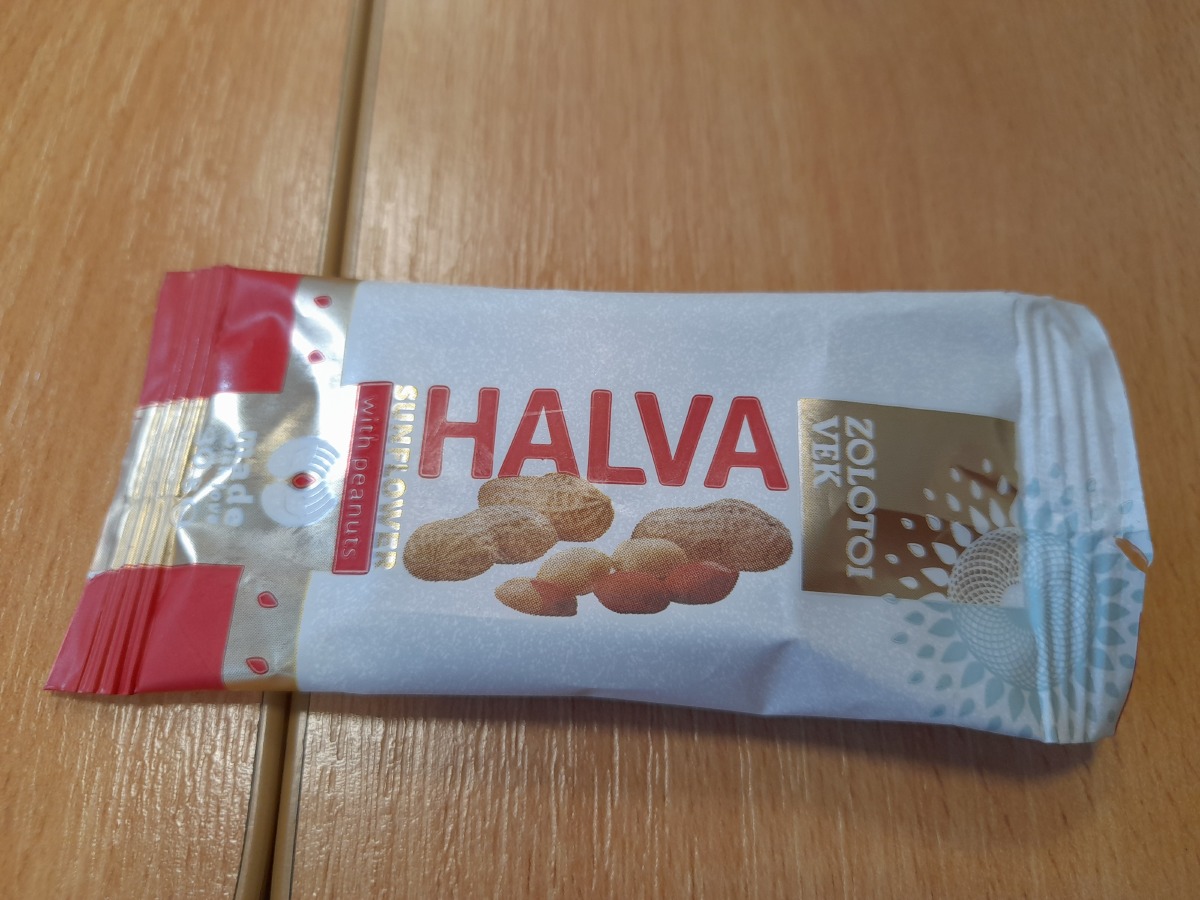 ZOLOTOI
VEK
HALVA
SUNFLOWER
with peanuts
made